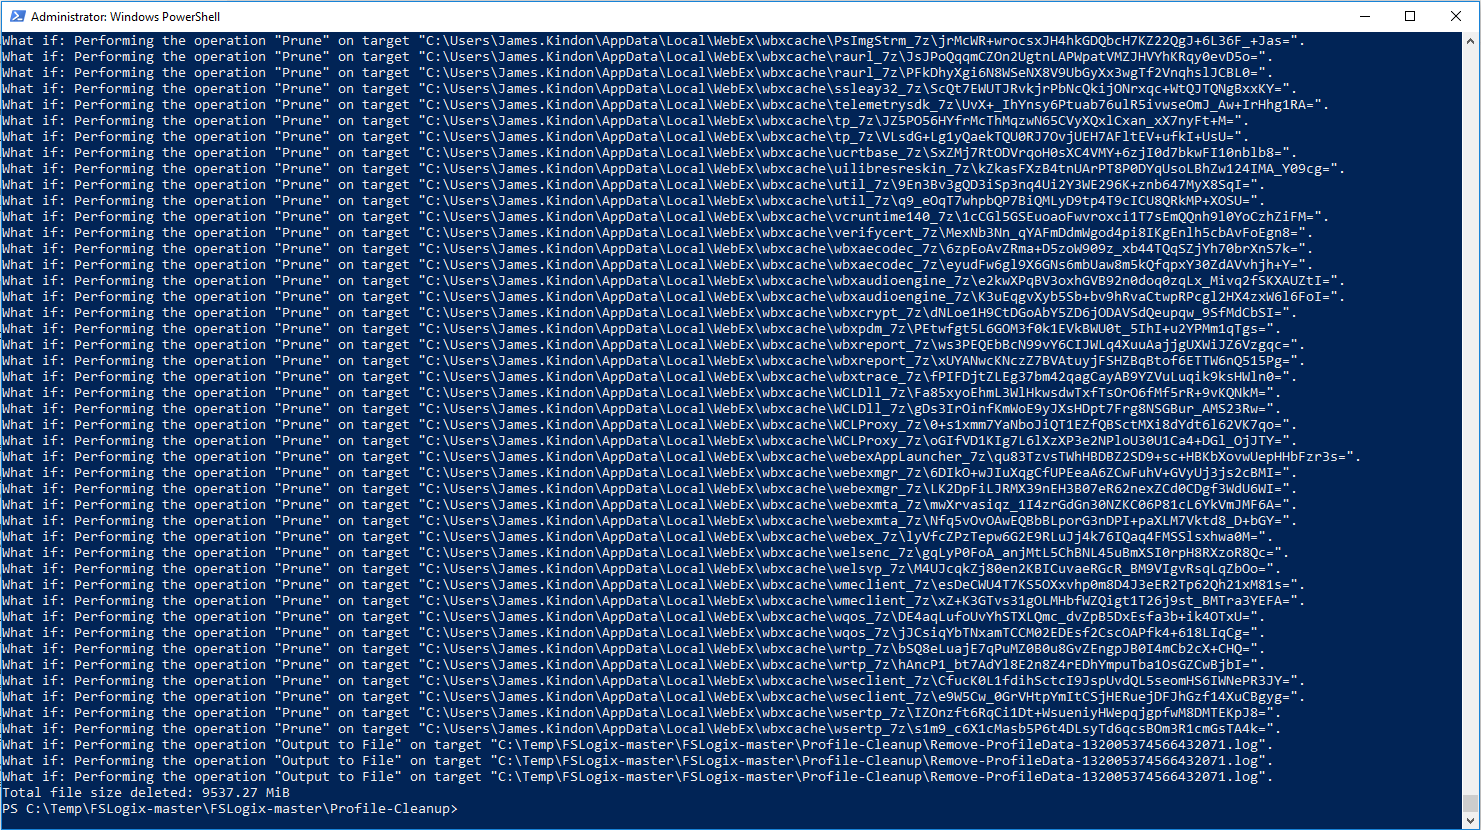 Administrator: Windows PowerShell
What if: Performing the operation "Prune" on target "C:\Users\James.Kindon\AppData\Local\WebEx\wbxcache\PsImgStrm_7z\jrMcWR+wrocsxJH4hkGDQbcH7KZ22QgJ+6L36F_+Jas=".
What if: Performing the operation "Prune" on target "C:\Users\James.Kindon\AppData\Local\WebEx\wbxcache\raurl_7z\JsJPoQqqmCZOn2UgtnLAPWpatVMZJHVYhKRqy0evD5o=".
What if: Performing the operation "Prune" on target "C:\Users\James.Kindon\AppData\Local\WebEx\wbxcache\raurl_7z\PFkDhyXgi6N8WSeNX8V9UbGyXx3wgTf2VnqhslJCBL0=".
What if: Performing the operation "Prune" on target "C:\Users\James.Kindon\AppData\Local\WebEx\wbxcache\ssleay32_7z\ScQt7EWUTJRvkjrPbNcQkijONrxqc+WtQJTQNgBxxKY=".
What if: Performing the operation "Prune" on target "C:\Users\James.Kindon\AppData\Local\WebEx\wbxcache\telemetrysdk_7z\UvX+_IhYnsy6Ptuab76ulR5ivwseOmJ_Aw+IrHhg1RA=".
What if: Performing the operation "Prune" on target "C:\Users\James.Kindon\AppData\Local\WebEx\wbxcache\tp_7z\JZ5PO56HYfrMcThMqzwN65CVyXQxlCxan_xX7nyFt+M=".
What if: Performing the operation "Prune" on target "C:\Users\James.Kindon\AppData\Local\WebEx\wbxcache\tp_7z\VLsdG+Lg1yQaekTQU0RJ7OvjUEH7AFltEV+ufkI+UsU=".
What if: Performing the operation "Prune" on target "C:\Users\James.Kindon\AppData\Local\WebEx\wbxcache\ucrtbase_7z\SxZMj7RtODVrqoH0sXC4VMY+6zjI0d7bkwFI10nblb8=".
What if: Performing the operation "Prune" on target "C:\Users\James.Kindon\AppData\Local\WebEx\wbxcache\uilibresreskin_7z\kZkasFXzB4tnUArPT8P0DYqUsoLBhZw124IMA_Y09cg=".
What if: Performing the operation "Prune" on target "C:\Users\James.Kindon\AppData\Local\WebEx\wbxcache\util_7z\9En3Bv3gQD3iSp3nq4Ui2Y3WE296K+znb647MyX8SqI=".
What if: Performing the operation "Prune" on target "C:\Users\James.Kindon\AppData\Local\WebEx\wbxcache\util_7z\q9_eOqT7whpbQP7BiQMLyD9tp4T9cICU8QRkMP+XOSU=".
What if: Performing the operation "Prune" on target "C:\Users\James.Kindon\AppData\Local\WebEx\wbxcache\vcruntime140_7z\1cCGl5GSEuoaoFwvroxci1T7sEmQQnh9l0YoCzhZiFM=".
What if: Performing the operation "Prune" on target "C:\Users\James.Kindon\AppData\Local\WebEx\wbxcache\verifycert_7z\MexNb3Nn_qYAFmDdmWgod4pi8IKgEnlh5cbAvFoEgn8=".
What if: Performing the operation "Prune" on target "C:\Users\James.Kindon\AppData\Local\WebEx\wbxcache\wbxaecodec_7z\6zpEoAvZRma+D5zoW909z_xb44TQqSZjYh70brXnS7k=".
What if: Performing the operation "Prune" on target "C:\Users\James.Kindon\AppData\Local\WebEx\wbxcache\wbxaecodec_7z\eyudFw6gl9X6GNs6mbUaw8m5kQfqpxY30ZdAVvhjh+Y=".
What if: Performing the operation "Prune" on target "C:\Users\James.Kindon\AppData\Local\WebEx\wbxcache\wbxaudioengine_7z\e2kwXPqBV3oxhGVB92n0doq0zqLx_Mivq2fSKXAUZtI=".
What if: Performing the operation "Prune" on target "C:\Users\James.Kindon\AppData\Local\WebEx\wbxcache\wbxaudioengine_7z\K3uEqgvXyb5Sb+bv9hRvaCtwpRPcgl2HX4zxW6l6FoI=".
What if: Performing the operation "Prune" on target "C:\Users\James.Kindon\AppData\Local\WebEx\wbxcache\wbxcrypt_7z\dNLoe1H9CtDGoAbY5ZD6jODAVSdQeupqw_9SfMdCbSI=".
What if: Performing the operation "Prune" on target "C:\Users\James.Kindon\AppData\Local\WebEx\wbxcache\wbxpdm_7z\PEtwfgt5L6GOM3f0k1EVkBWU0t_5IhI+u2YPMm1qTgs=".
What if: Performing the operation "Prune" on target "C:\Users\James.Kindon\AppData\Local\WebEx\wbxcache\wbxreport_7z\ws3PEQEbBcN99vY6CIJWLq4XuuAajjgUXWiJZ6Vzgqc=".
What if: Performing the operation "Prune" on target "C:\Users\James.Kindon\AppData\Local\WebEx\wbxcache\wbxreport_7z\xUYANwcKNczZ7BVAtuyjFSHZBqBtof6ETTW6nQ515Pg=".
What if: Performing the operation "Prune" on target "C:\Users\James.Kindon\AppData\Local\WebEx\wbxcache\wbxtrace_7z\fPIFDjtZLEg37bm42qagCayAB9YZVuLuqik9ksHWln0=".
What if: Performing the operation "Prune" on target "C:\Users\James.Kindon\AppData\Local\WebEx\wbxcache\WCLDll_7z\Fa85xyoEhmL3WlHkwsdwTxfTsOrO6fMf5rR+9vKQNkM=".
What if: Performing the operation "Prune" on target "C:\Users\James.Kindon\AppData\Local\WebEx\wbxcache\WCLDll_7z\gDs3IrOinfKmWoE9yJXsHDpt7Frg8NSGBur_AMS23Rw=".
What if: Performing the operation "Prune" on target "C:\Users\James.Kindon\AppData\Local\WebEx\wbxcache\WCLProxy_7z\0+s1xmm7YaNboJiQT1EZfQBSctMXi8dYdt6l62VK7qo=".
What if: Performing the operation "Prune" on target "C:\Users\James.Kindon\AppData\Local\WebEx\wbxcache\WCLProxy_7z\oGIfVD1KIg7L6lXzXP3e2NPloU30U1Ca4+DGl_OjJTY=".
What if: Performing the operation "Prune" on target "C:\Users\James.Kindon\AppData\Local\WebEx\wbxcache\webexAppLauncher_7z\qu83TzvsTWhHBDBZ2SD9+sc+HBKbXovwUepHHbFzr3s=".
What if: Performing the operation "Prune" on target "C:\Users\James.Kindon\AppData\Local\WebEx\wbxcache\webexmgr_7z\6DIkO+wJIuXqgCfUPEeaA6ZCwFuhV+GVyUj3js2cBMI=".
What if: Performing the operation "Prune" on target "C:\Users\James.Kindon\AppData\Local\WebEx\wbxcache\webexmgr_7z\LK2DpFiLJRMX39nEH3B07eR62nexZCd0CDgf3WdU6WI=".
What if: Performing the operation "Prune" on target "C:\Users\James.Kindon\AppData\Local\WebEx\wbxcache\webexmta_7z\mwXrvasiqz_1I4zrGdGn30NZKC06P81cL6YkVmJMF6A=".
What if: Performing the operation "Prune" on target "C:\Users\James.Kindon\AppData\Local\WebEx\wbxcache\webexmta_7z\Nfq5vOvOAwEQBbBLporG3nDPI+paXLM7Vktd8_D+bGY=".
What if: Performing the operation "Prune" on target "C:\Users\James.Kindon\AppData\Local\WebEx\wbxcache\webex_7z\lyVfcZPzTepw6G2E9RLuJj4k76IQaq4FMSSlsxhwa0M=".
What if: Performing the operation "Prune" on target "C:\Users\James.Kindon\AppData\Local\WebEx\wbxcache\welsenc_7z\gqLyP0FoA_anjMtL5ChBNL45uBmXSI0rpH8RXzoR8Qc=".
What if: Performing the operation "Prune" on target "C:\Users\James.Kindon\AppData\Local\WebEx\wbxcache\welsvp_7z\M4UJcqkZj80en2KBICuvaeRGcR_BM9VIgvRsqLqZbOo=".
What if: Performing the operation "Prune" on target "C:\Users\James.Kindon\AppData\Local\WebEx\wbxcache\wmeclient_7z\esDeCWU4T7KS5OXxvhp0m8D4J3eER2Tp62Qh21xM81s=".
What if: Performing the operation "Prune" on target "C:\Users\James.Kindon\AppData\Local\WebEx\wbxcache\wmeclient_7z\xZ+K3GTvs31gOLMHbfWZQigt1T26j9st_BMTra3YEFA=".
What if: Performing the operation "Prune" on target "C:\Users\James.Kindon\AppData\Local\WebEx\wbxcache\wqos_7z\DE4aqLufoUvYhSTXLQmc_dvZpB5DxEsfa3b+ik4OTxU=".
What if: Performing the operation "Prune" on target "C:\Users\James.Kindon\AppData\Local\WebEx\wbxcache\wqos_7z\jJCsiqYbTNxamTCCM02EDEsf2CscOAPfk4+618LIqCg=".
What if: Performing the operation "Prune" on target "C:\Users\James.Kindon\AppData\Local\WebEx\wbxcache\wrtp_7z\bSQ8eLuajE7qPuMZ0B0u8GvZEngpJB0I4mCb2cX+CHQ=".
What if: Performing the operation "Prune" on target "C:\Users\James.Kindon\AppData\Local\WebEx\wbxcache\wrtp_7z\hAncP1_bt7AdYl8E2n8Z4rEDhYmpuTba1OsGZCwBjbI=".
What if: Performing the operation "Prune" on target "C:\Users\James.Kindon\AppData\Local\WebEx\wbxcache\wseclient_7z\CfucK0L1fdihSctcI9JspUvdQL5seomHS6IWNePR3JY=".
What if: Performing the operation "Prune" on target "C:\Users\James.Kindon\AppData\Local\WebEx\wbxcache\wseclient_7z\e9W5Cw_0GrVHtpYmItCSjHERuejDFJhGzf14XuCBgyg=".
What if: Performing the operation "Prune" on target "C:\Users\James.Kindon\AppData\Local\WebEx\wbxcache\wsertp_7z\IZOnzft6RqCi1Dt+WsueniyHWepqjgpfwM8DMTEKpJ8=".
What if: Performing the operation "Prune" on target "C:\Users\James.Kindon\AppData\Local\WebEx\wbxcache\wsertp_7z\s1m9_c6X1cMasb5P6t4DLsyTd6qcsBOm3R1cmGsTA4k=".
What if: Performing the operation "Output to File" on target "C:\Temp\FSLogix-master\FSLogix-master\Profile-Cleanup\Remove-ProfileData-132005374566432071.log".
What if: Performing the operation "Output to File" on target "C:\Temp\FSLogix-master\FSLogix-master\Profile-Cleanup\Remove-ProfileData-132005374566432071.log".
What if: Performing the operation "Output to File" on target "C:\Temp\FSLogix-master\FSLogix-master\Profile-Cleanup\Remove-ProfileData-132005374566432071.log".
Total file size deleted: 9537.27 MiB
PS C:\Temp\FSLogix-master\FSLogix-master\Profile-Cleanup>